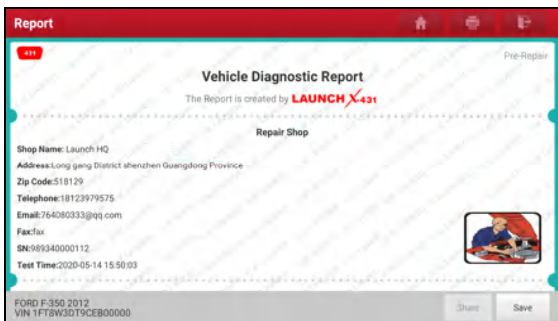 Report
431
Pre-Repair
Vehicle Diagnostic Report
The Report is created by LAUNCH X-431
Repair Shop
Shop Name: Launch HQ
Address:Long gang District shenzhen Guangdong Province
Zip Code:518129
Telephone:18123979575
Email:764080333@qq.com
Fax:fax
SN:989340000112
Test Time:2020-05-14 15:50:03
FORD F-350 2012
VIN 1FT8W3DT9CEB00000
Share
Save